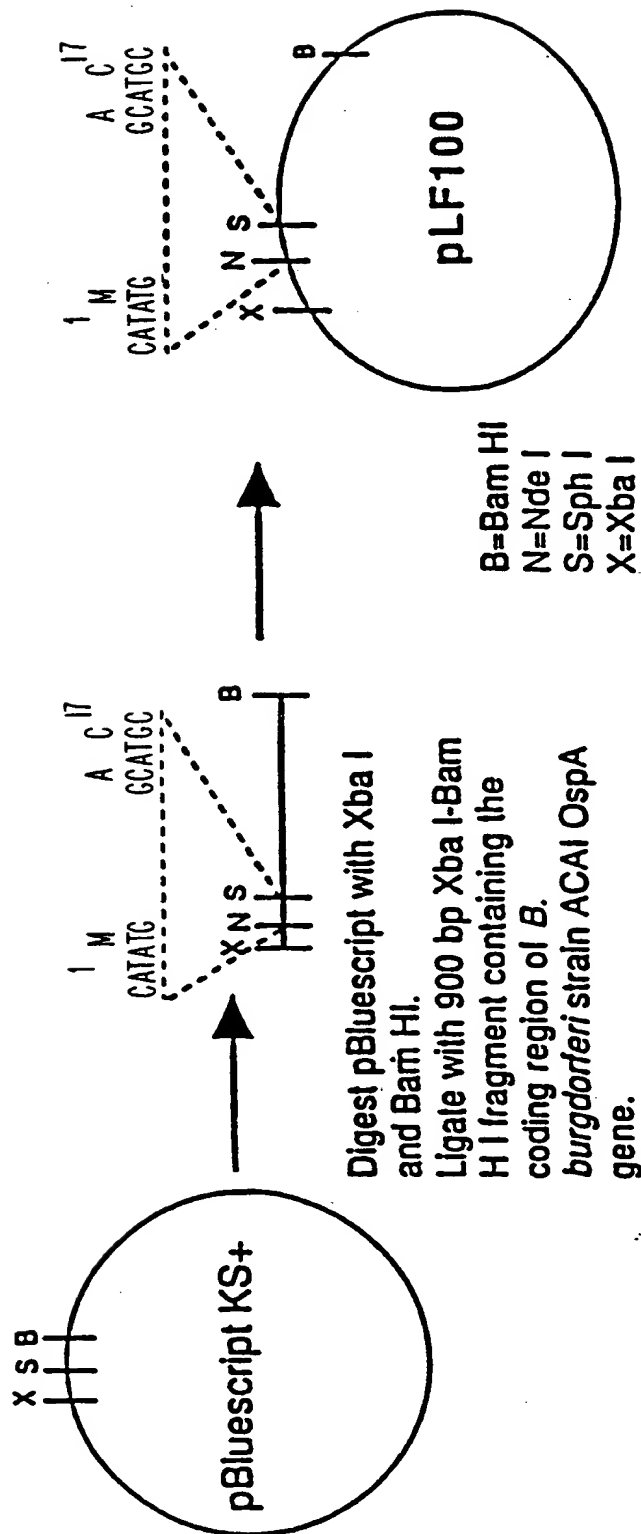 X S B
pBluescript KS+
1
M
CATATG
A C 17
GCATGC
X N S
B
Digest pBluescript with Xba I
and Bam HI.
Ligate with 900 bp Xba I-Bam
H I fragment containing the
coding region of B.
burgdorferi strain ACAI OspA
gene.
1
M
CATATG
A C 17
GCATGC
X N S
B
pLF100
B=Bam HI
N=Nde I
S=Sph I
X=Xba I